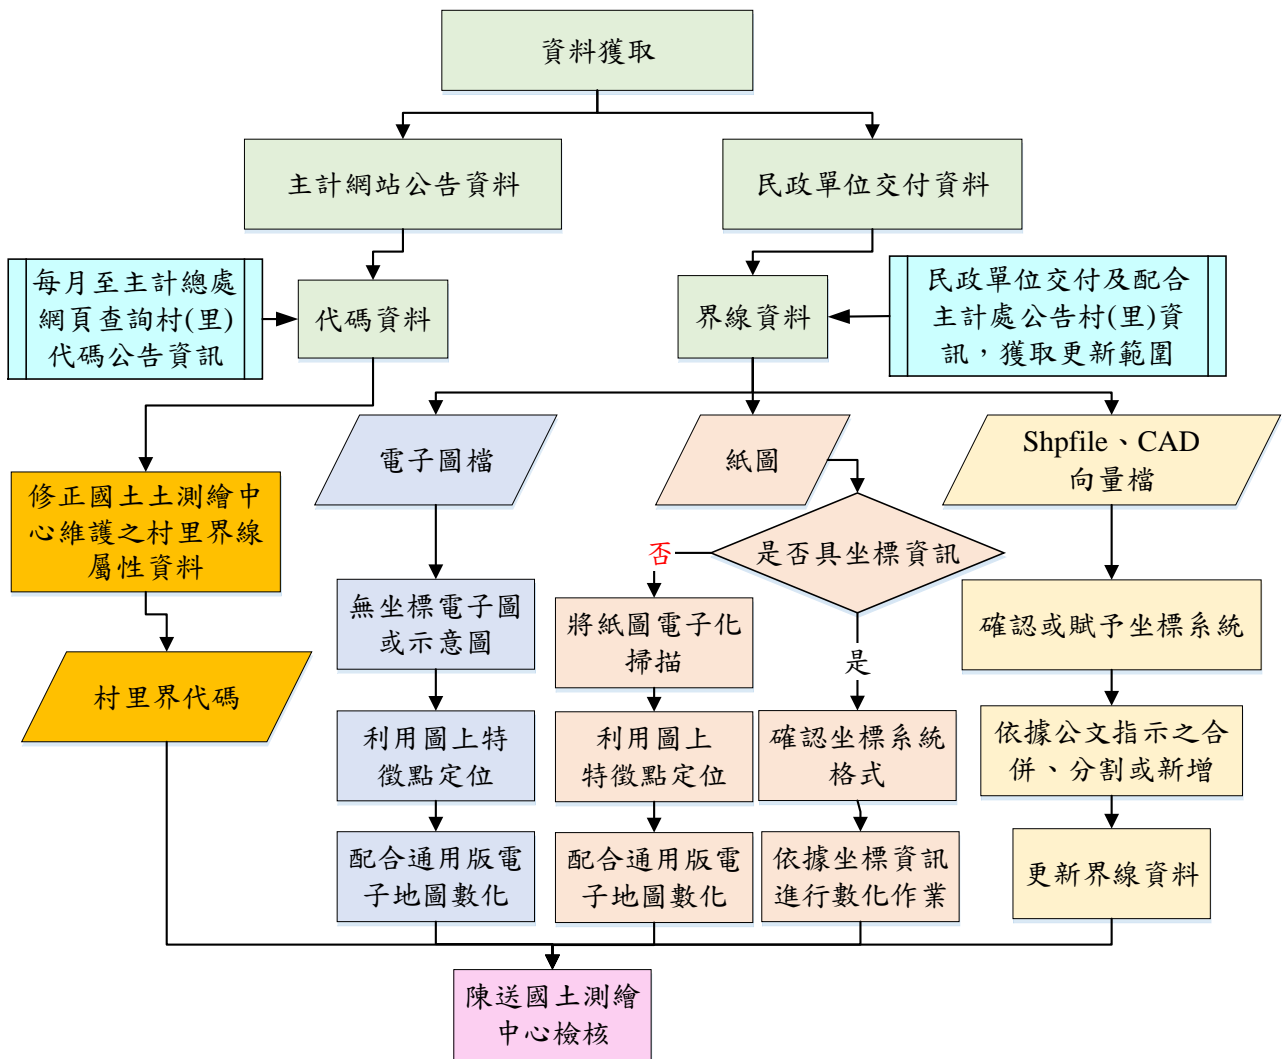 資料獲取
主計網站公告資料
民政單位交付資料
每月至主計總處
網頁查詢村(里)
代碼公告資訊
代碼資料
界線資料
民政單位交付及配合
主計處公告村(里)資
訊，獲取更新範圍
電子圖檔
紙圖
Shpfile、CAD
向量檔
修正國土土測繪中
心維護之村里界線
屬性資料
否
是否具坐標資訊
無坐標電子圖
或示意圖
將紙圖電子化
掃描
是
確認或賦予坐標系統
村里界代碼
利用圖上特
徵點定位
利用圖上
特徵點定位
確認坐標系統
格式
依據公文指示之合
併、分割或新增
配合通用版電
子地圖數化
配合通用版電
子地圖數化
依據坐標資訊
進行數化作業
更新界線資料
陳送國土測繪
中心檢核